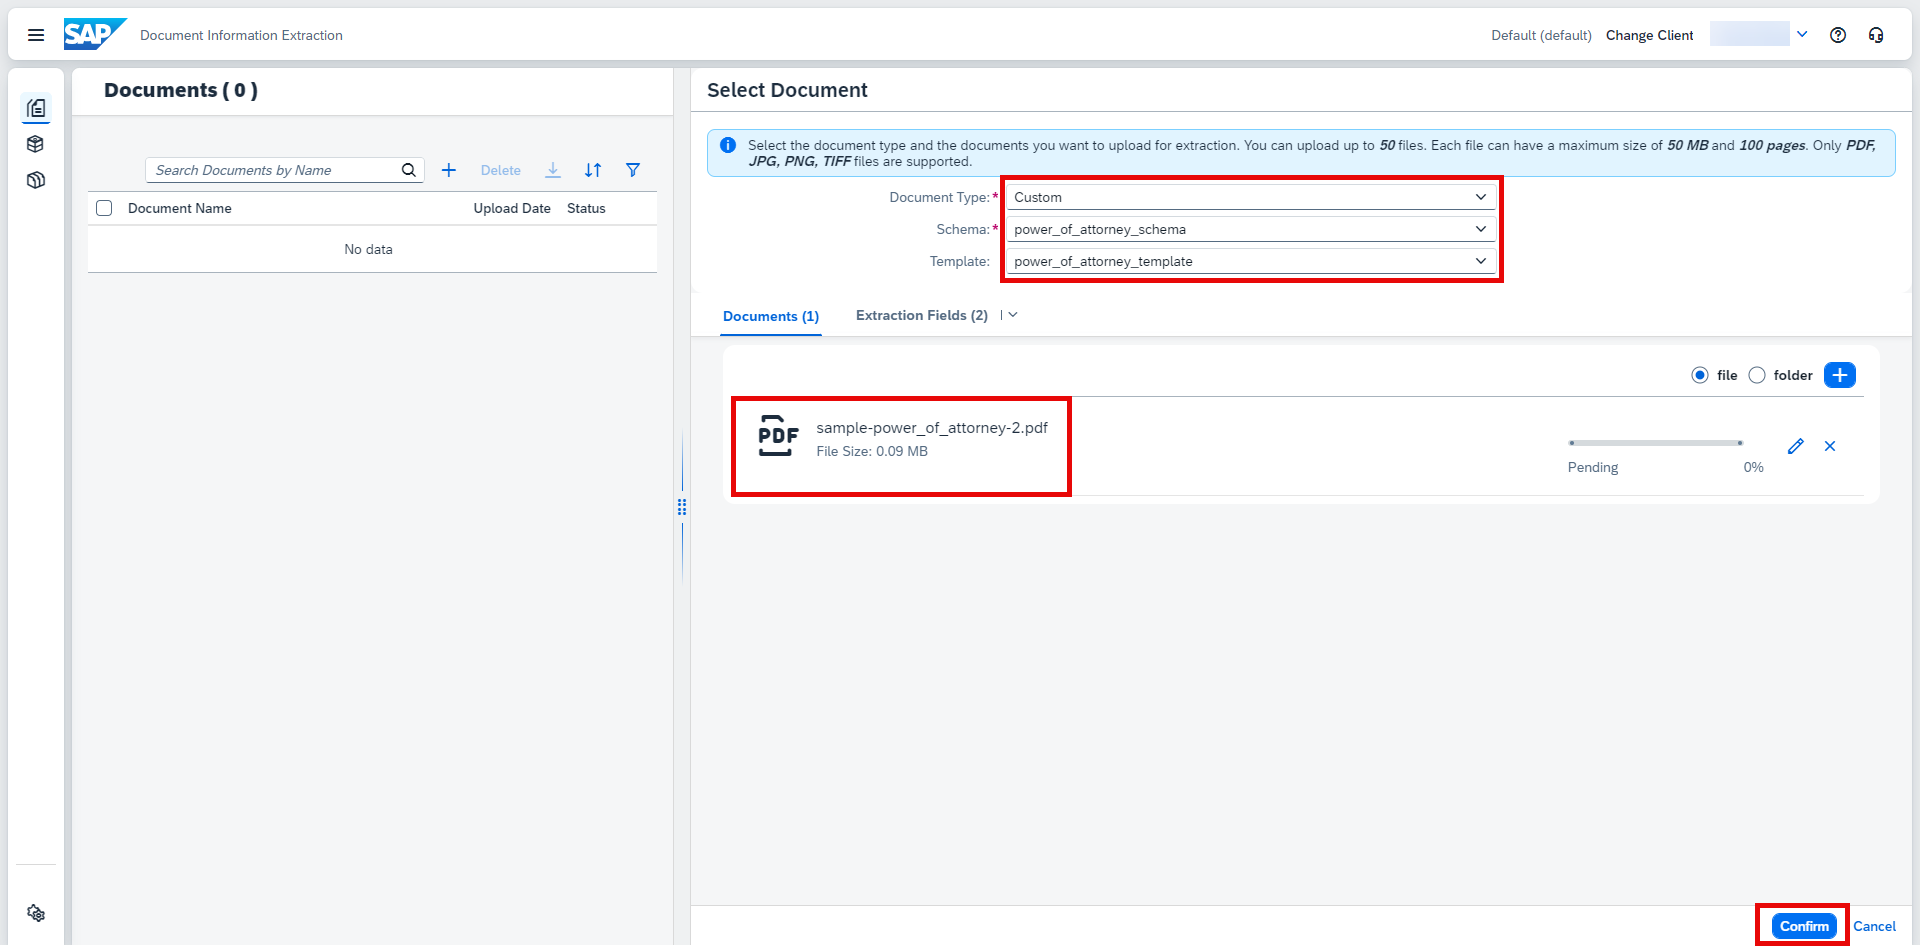 SAP
Document Information Extraction
Default (default)
Change Client
Documents ( 0 )
Search Documents by Name
Delete
Document Name
Upload Date
Status
No data
Select Document
Select the document type and the documents you want to upload for extraction. You can upload up to 50 files. Each file can have a maximum size of 50 MB and 100 pages. Only PDF,
JPG, PNG, TIFF files are supported.
Document Type:*
Custom
Schema:*
power_of_attorney_schema
Template:
power_of_attorney_template
Documents (1)
Extraction Fields (2)
file
folder
PDF
sample-power_of_attorney-2.pdf
File Size: 0.09 MB
Pending
0%
Confirm
Cancel